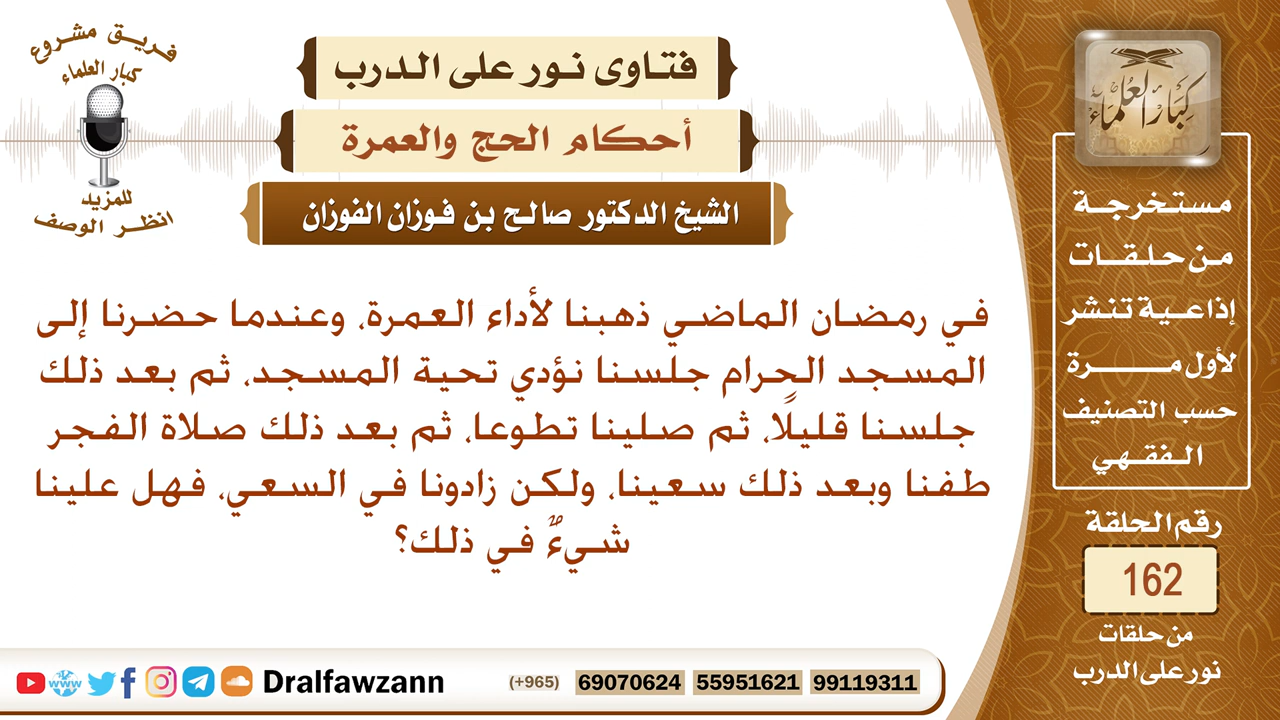 فريق مشروع
كبار العلماء
للمزيد
انظر الوصف
فتاوى نور على الدرب
أحكام الحج والعمرة
الشيخ الدكتور صالح بن فوزان الفوزان
في رمضان الماضي ذهبنا لأداء العمرة، وعندما حضرنا إلى
المسجد الحرام جلسنا نؤدي تحية المسجد، ثم بعد ذلك
جلسنا قليلًا، ثم صلينا تطوعا، ثم بعد ذلك صلاة الفجر
طفنا وبعد ذلك سعينا، ولكن زادونا في السعي، فهل علينا
شيءٌ في ذلك؟
كبار العلماء
مستخرجة
من حلقات
إذاعية تنشر
لأول مرة
حسب التصنيف
الفقهي
رقم الحلقة
162
من حلقات
نور على الدرب
www
Dralfawzann
(+965) 69070624 55951621 99119311